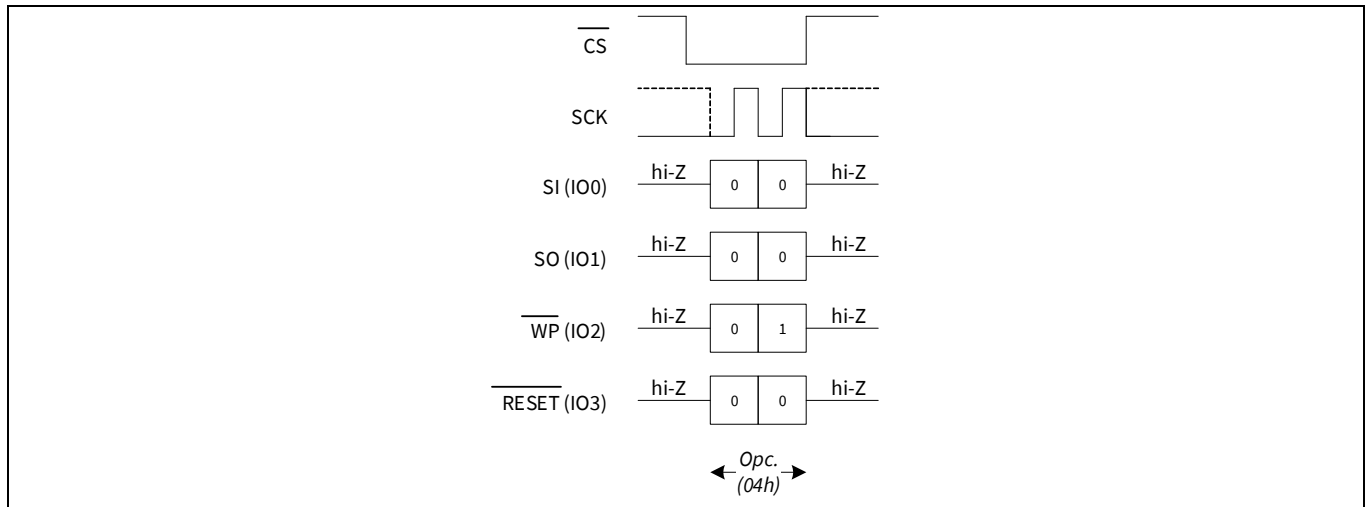 CS
SCK
SI (IO0) hi-Z 0 0 hi-Z
SO (IO1) hi-Z 0 0 hi-Z
WP (IO2) hi-Z 0 1 hi-Z
RESET (IO3) hi-Z 0 0 hi-Z
Opc.
(04h)